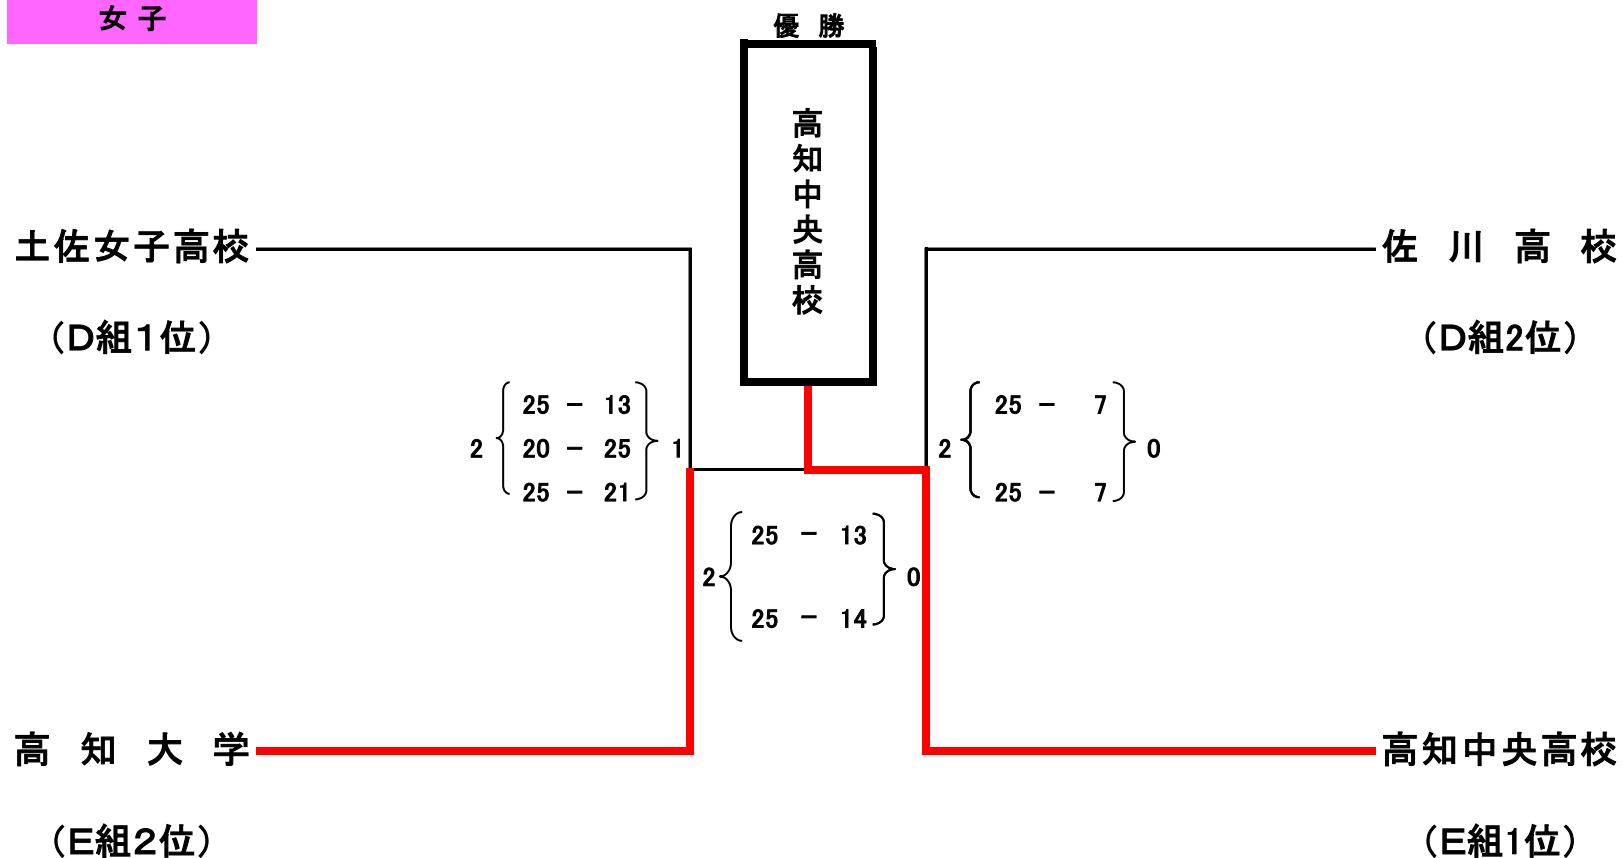 女 子
優 勝
高知中央高校
土佐女子高校
佐 川 高 校
（Ｄ組１位）
（Ｄ組2位）
2 25 － 13 1
20 － 25
25 － 21
2 25 － 7 0
25 － 7
2 25 － 13 0
25 － 14
高 知 大 学
高知中央高校
（Ｅ組２位）
（Ｅ組1位）